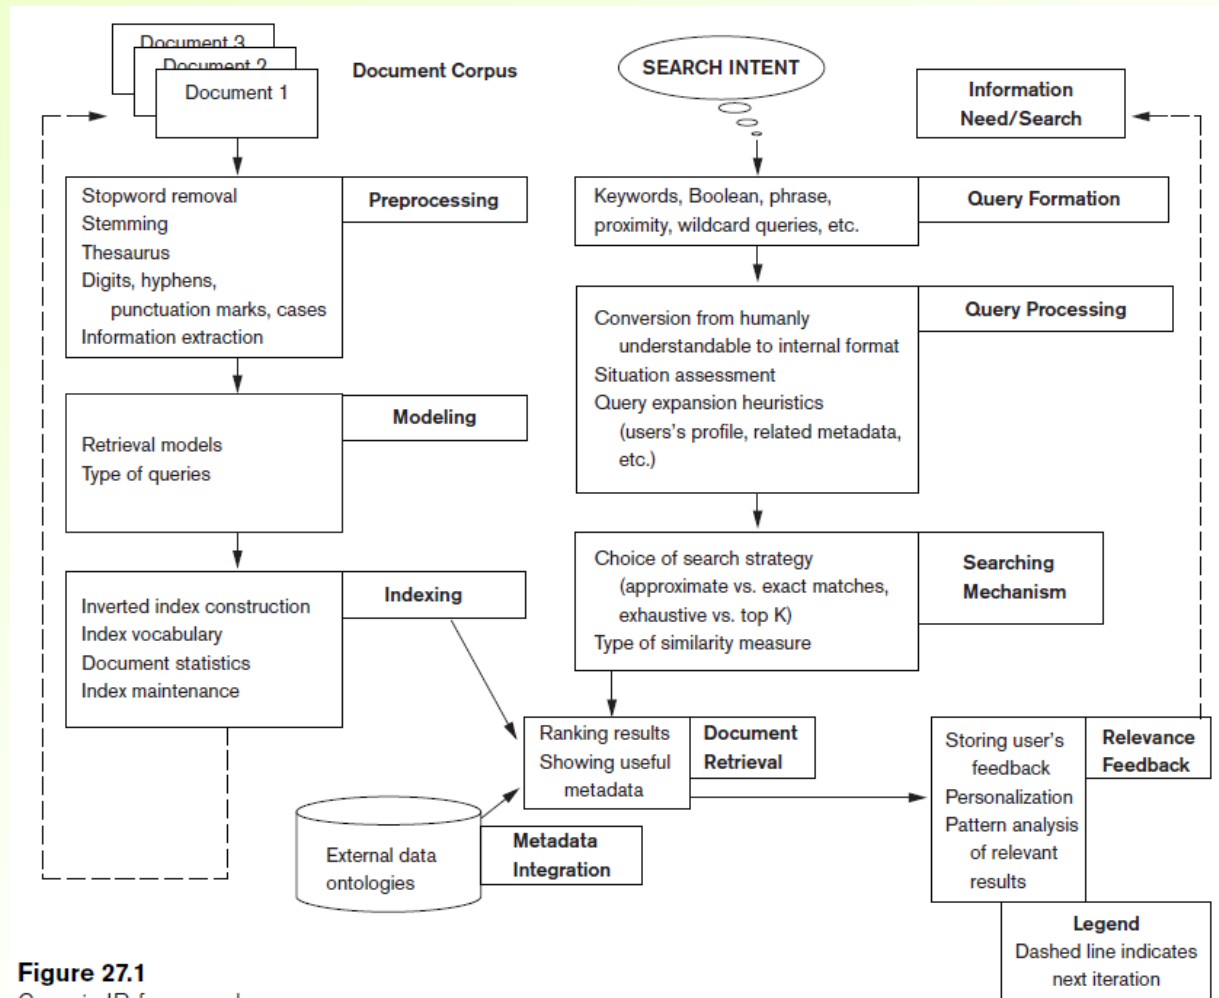 Document 3
Document 2
Document 1
Document Corpus
Stopword removal
Stemming
Thesaurus
Digits, hyphens,
punctuation marks, cases
Information extraction
Preprocessing
Retrieval models
Type of queries
Modeling
Inverted index construction
Index vocabulary
Document statistics
Index maintenance
Indexing
SEARCH INTENT
Information
Need/Search
Keywords, Boolean, phrase,
proximity, wildcard queries, etc.
Query Formation
Conversion from humanly
understandable to internal format
Situation assessment
Query expansion heuristics
(users's profile, related metadata,
etc.)
Query Processing
Choice of search strategy
(approximate vs. exact matches,
exhaustive vs. top K)
Type of similarity measure
Searching
Mechanism
Ranking results
Showing useful
metadata
Document
Retrieval
External data
ontologies
Metadata
Integration
Storing user's
feedback
Personalization
Pattern analysis
of relevant
results
Relevance
Feedback
Legend
Dashed line indicates
next iteration
Figure 27.1